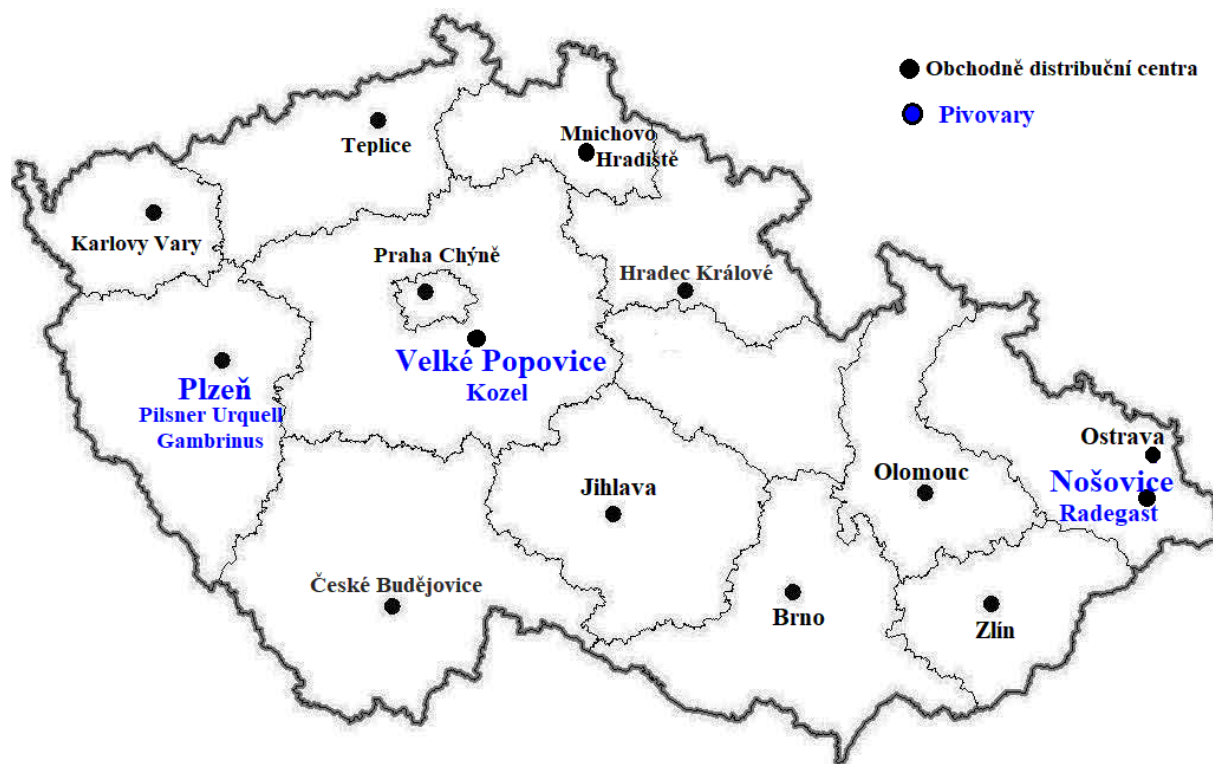 Obchodně distribuční centra
Pivovary
Teplice
Mnichovo
Hradiště
Karlovy Vary
Praha Chýně
Hradec Králové
Velké Popovice
Kozel
Plzeň
Pilsner Urquell
Gambrinus
Ostrava
Nošovice
Radegast
Olomouc
Jihlava
České Budějovice
Brno
Zlín